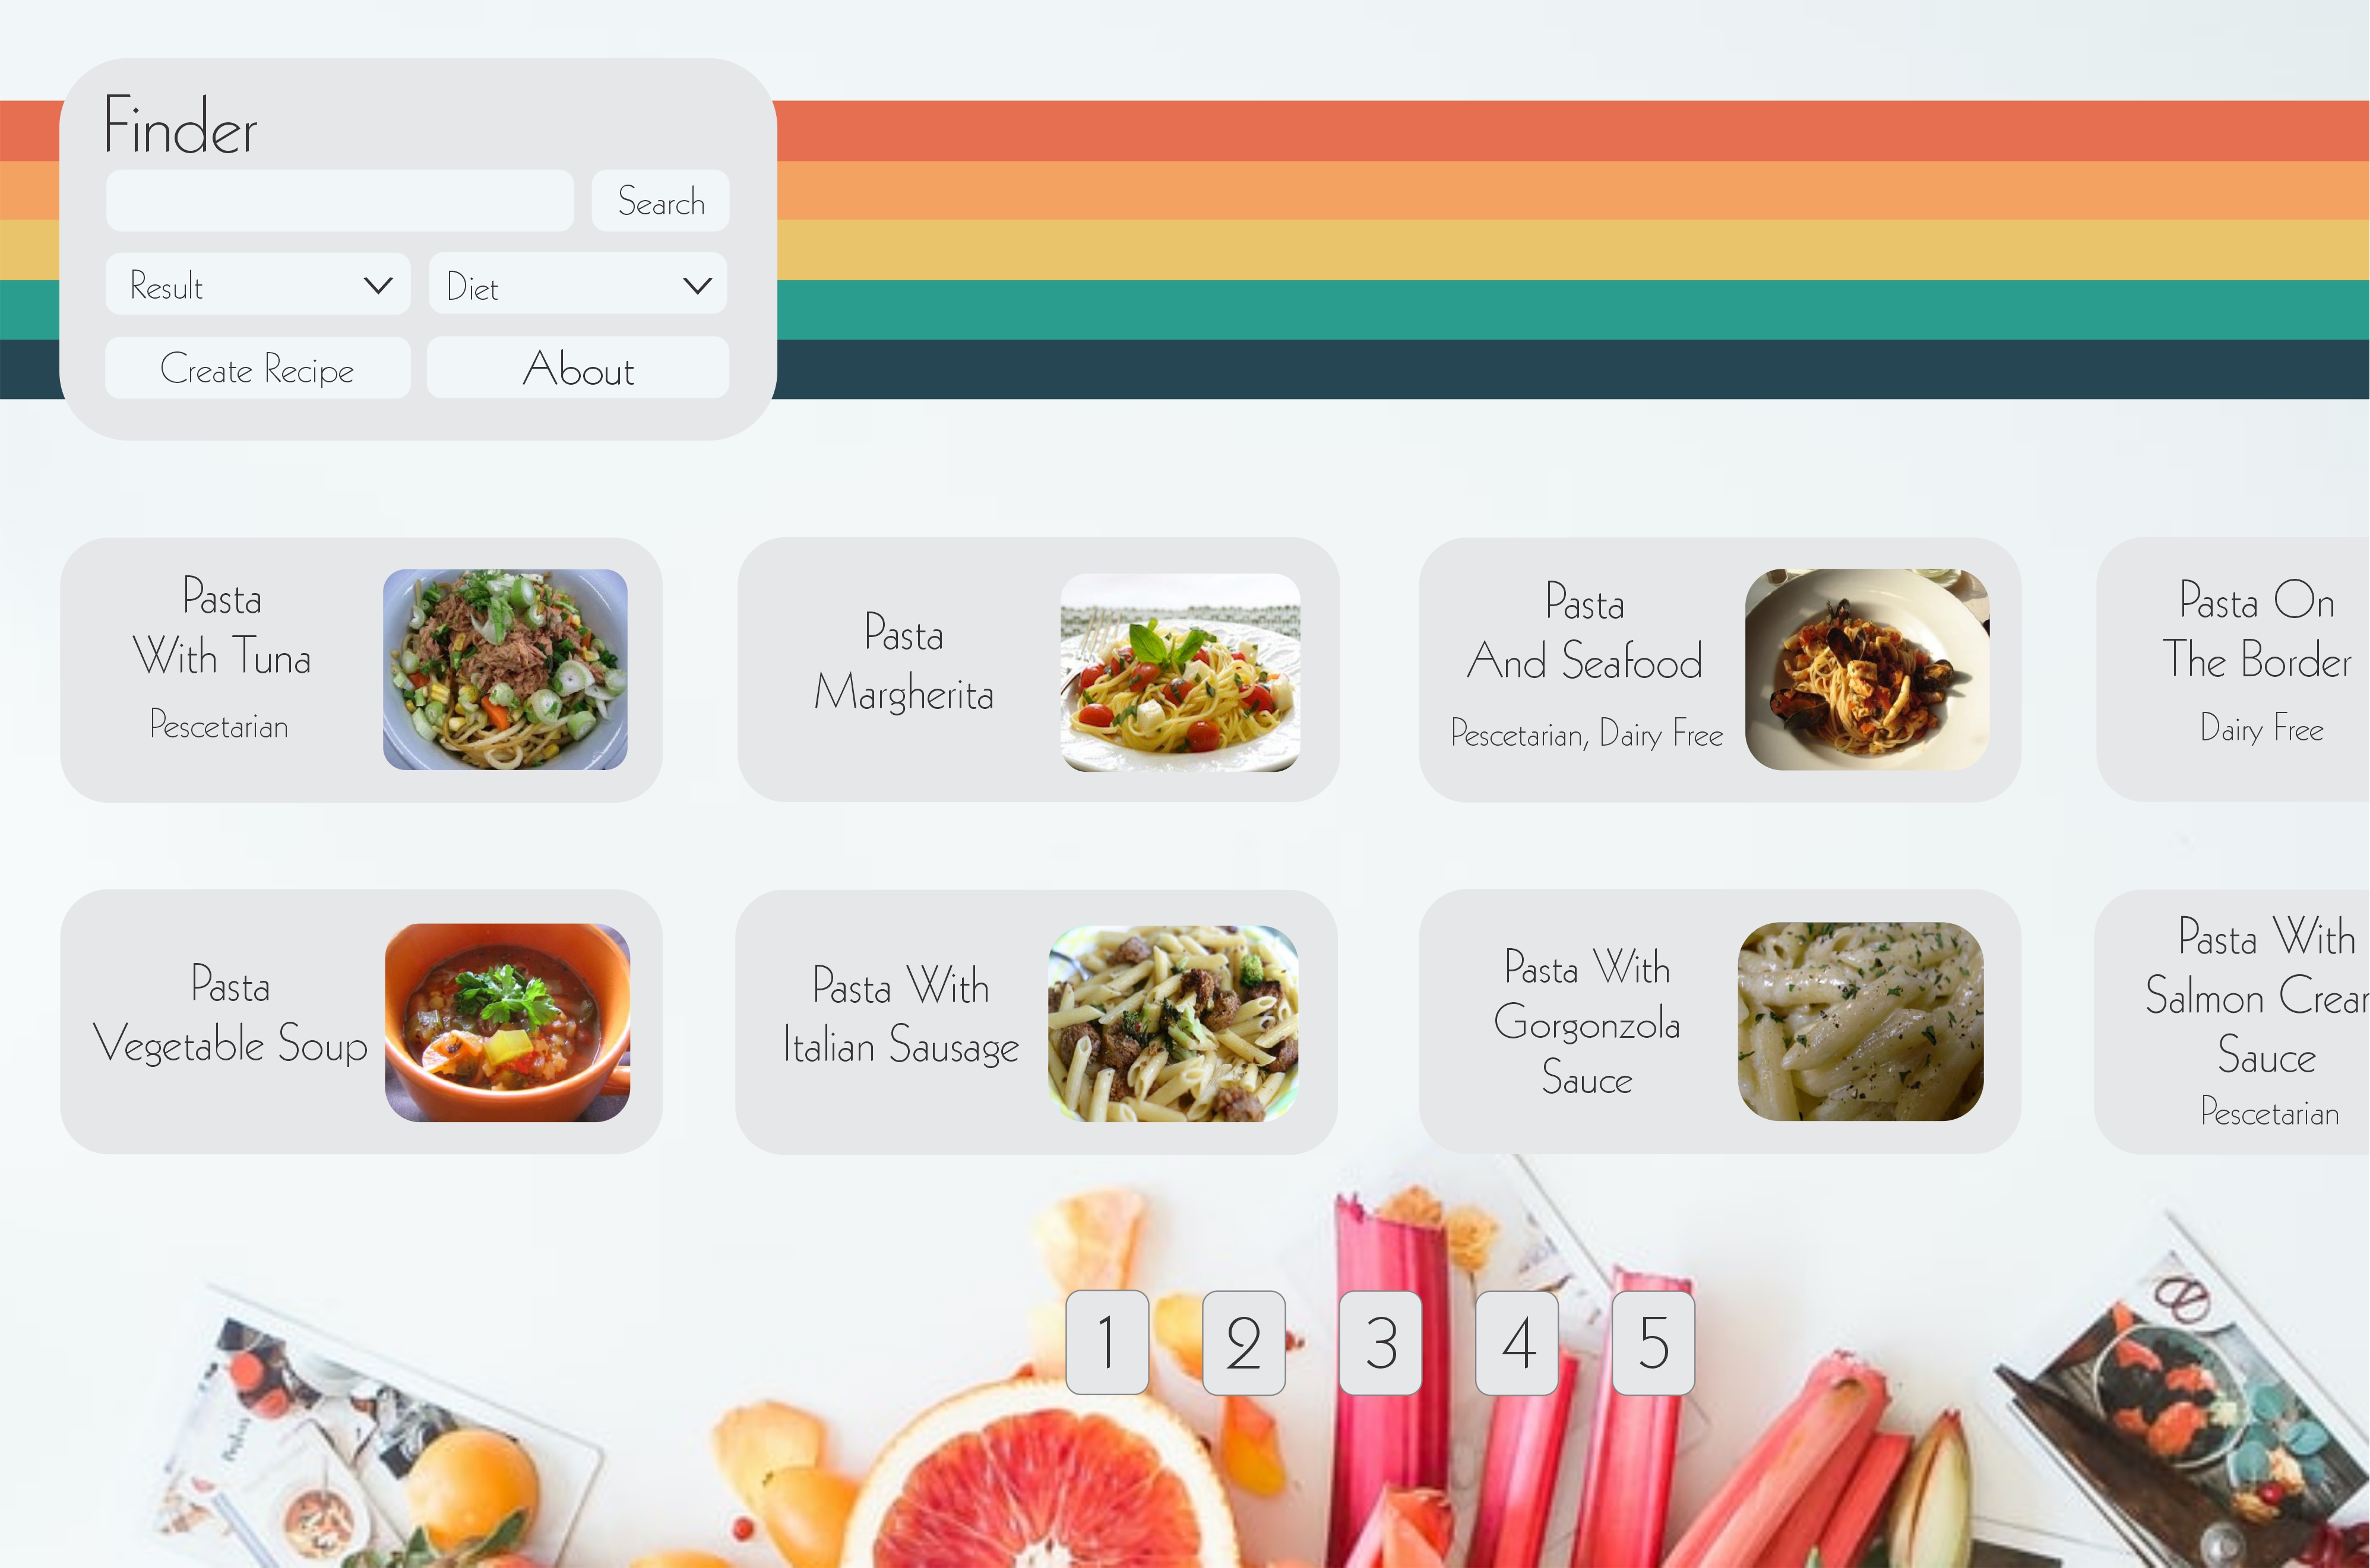 Finder
Search
Result
Diet
Create Recipe
About
Pasta
With Tuna
Pescetarian
Pasta
Margherita
Pasta
And Seafood
Pescetarian, Dairy Free
Pasta On
The Border
Dairy Free
Pasta
Vegetable Soup
Pasta With
Italian Sausage
Pasta With
Gorgonzola
Sauce
Pasta With
Salmon
Sauce
Pescetarian
1
2
3
4
5